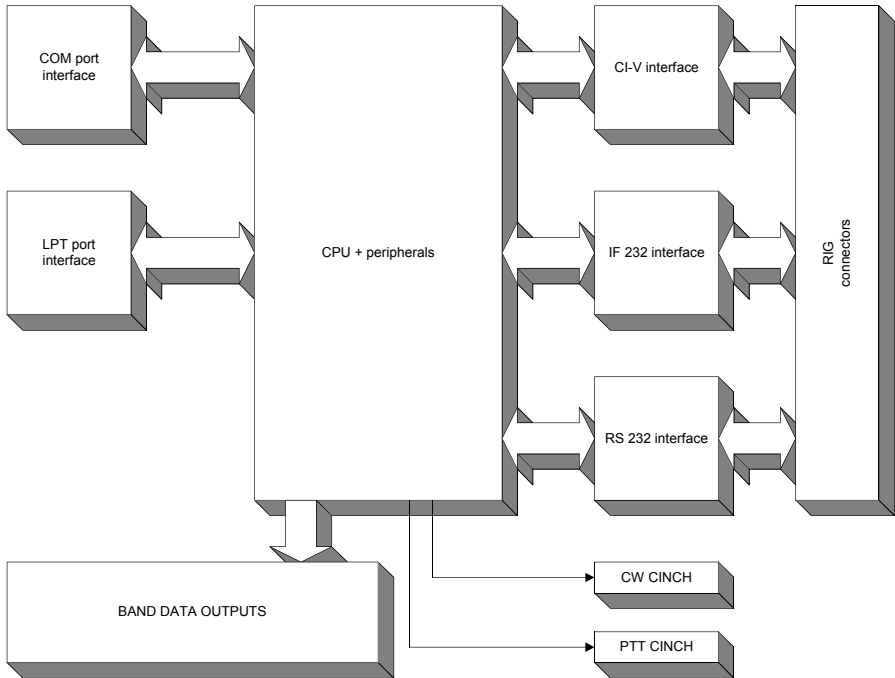 COM port
interface
CI-V interface
LPT port
interface
CPU + peripherals
IF 232 interface
RIG
connectors
RS 232 interface
BAND DATA OUTPUTS
CW CINCH
PTT CINCH